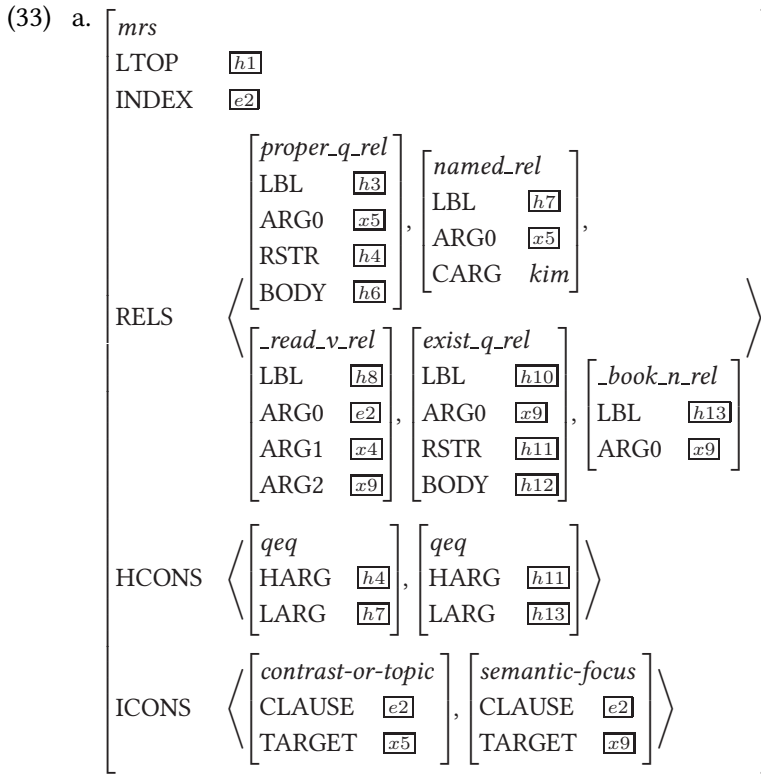 (33) a.
mrs
LTOP h1
INDEX e2
RELS
proper_q_rel
LBL h3
ARG0 x5
RSTR h4
BODY h6
,
named_rel
LBL h7
ARG0 x5
CARG kim
,
_read_v_rel
LBL h8
ARG0 e2
ARG1 x4
ARG2 x9
,
exist_q_rel
LBL h10
ARG0 x9
RSTR h11
BODY h12
,
_book_n_rel
LBL h13
ARG0 x9
HCONS
qeq
HARG h4
LARG h7
,
qeq
HARG h11
LARG h13
ICONS
contrast-or-topic
CLAUSE e2
TARGET x5
,
semantic-focus
CLAUSE e2
TARGET x9